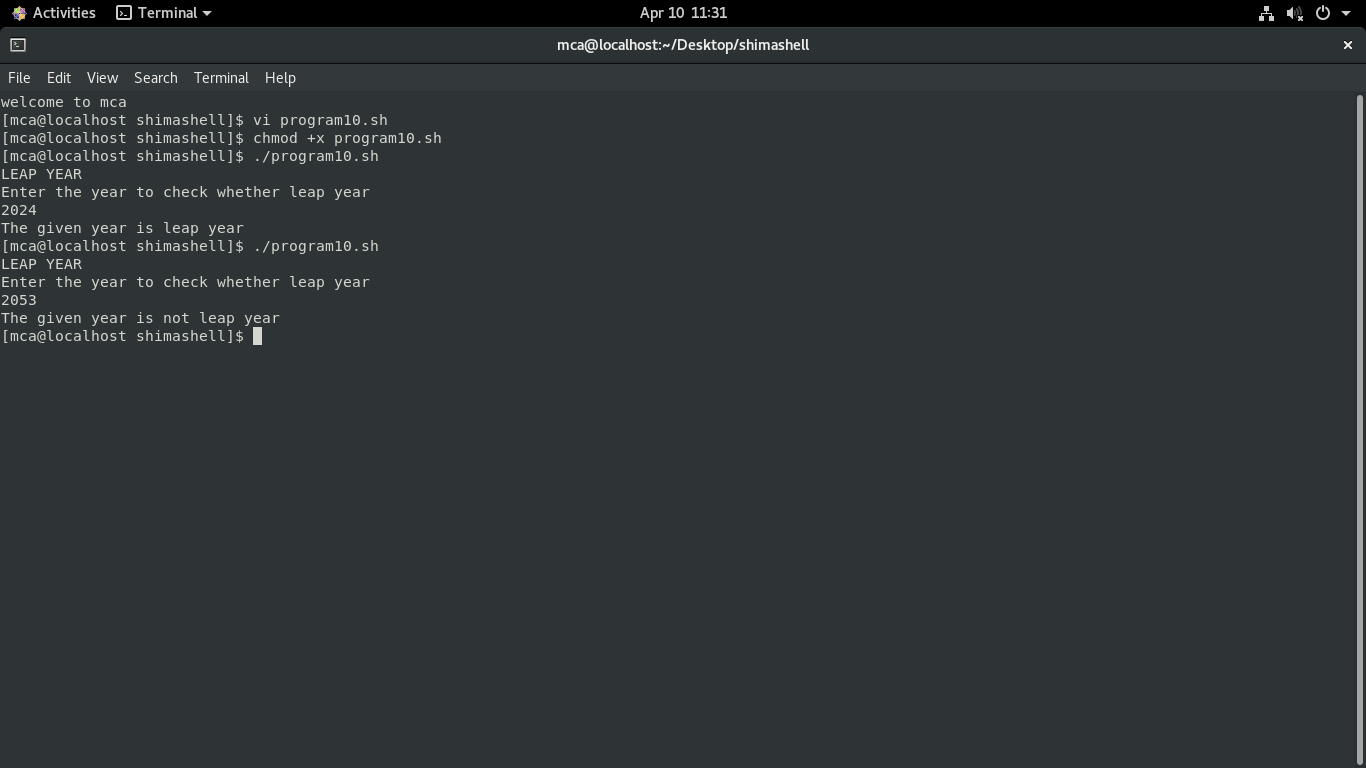 Activities Terminal Apr 10 11:31
mca@localhost:~/Desktop/shimashell
File Edit View Search Terminal Help
welcome to mca
[mca@localhost shimashell]$ vi program10.sh
[mca@localhost shimashell]$ chmod +x program10.sh
[mca@localhost shimashell]$ ./program10.sh
LEAP YEAR
Enter the year to check whether leap year
2024
The given year is leap year
[mca@localhost shimashell]$ ./program10.sh
LEAP YEAR
Enter the year to check whether leap year
2053
The given year is not leap year
[mca@localhost shimashell]$